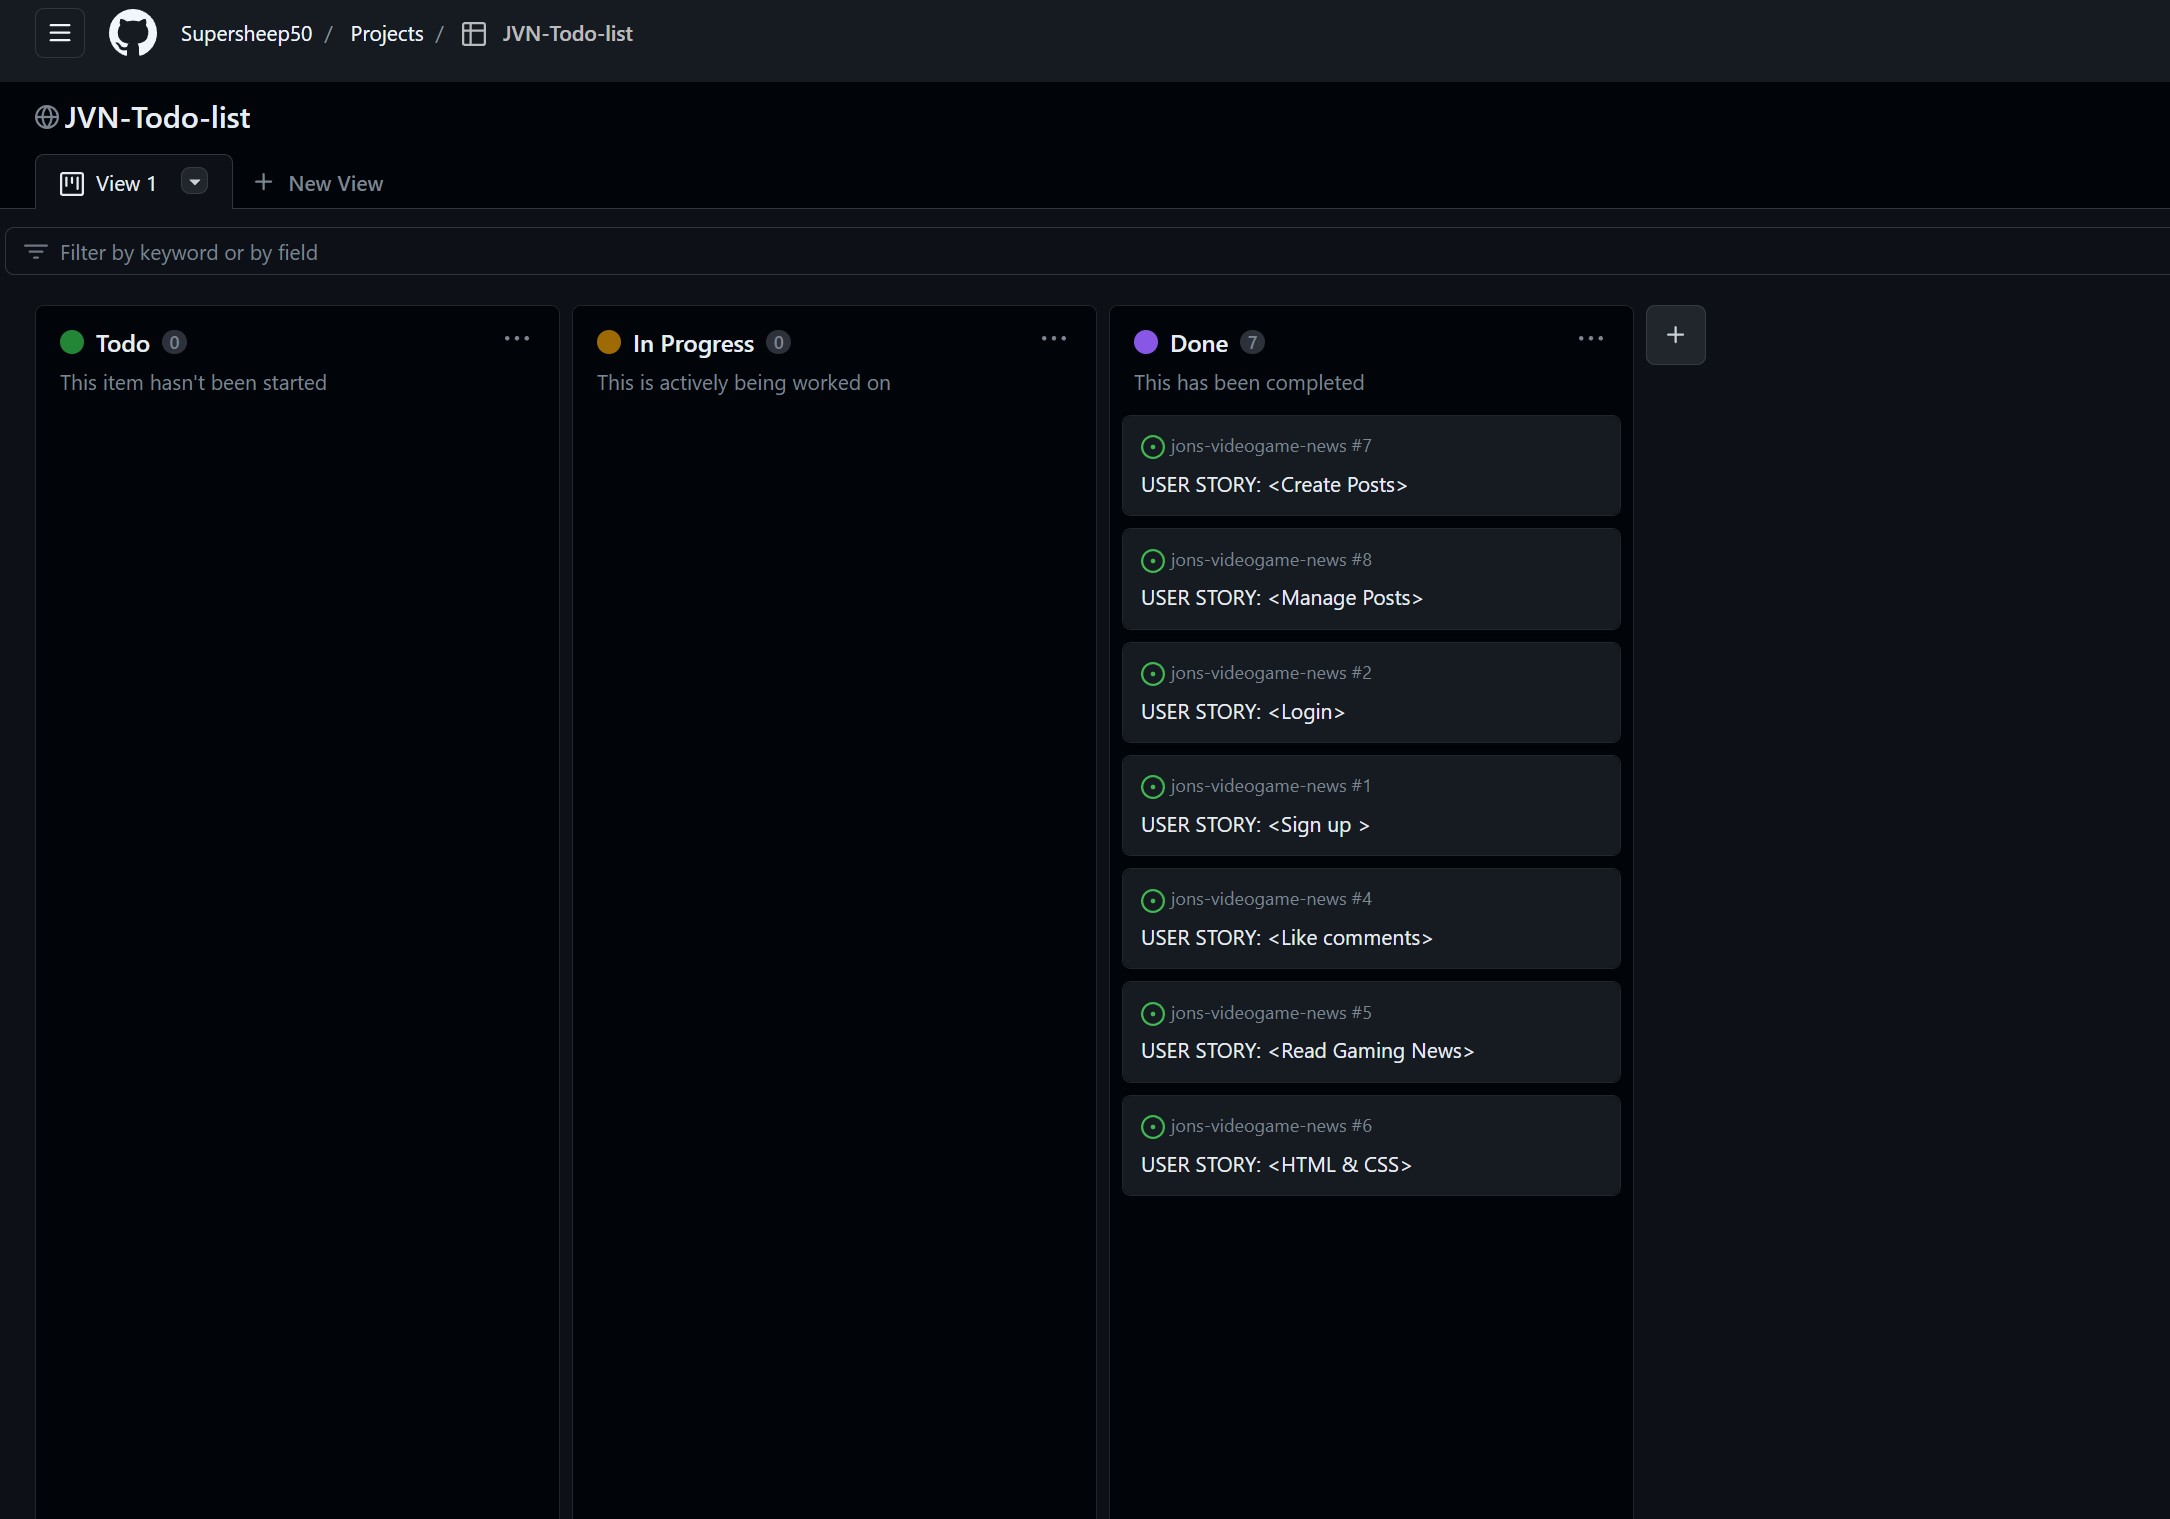 Supersheep50 / Projects / JVN-Todo-list
JVN-Todo-list
View 1 New View
Filter by keyword or by field
Todo 0
This item hasn't been started
In Progress 0
This is actively being worked on
Done 7
This has been completed
jons-videogame-news #7
USER STORY: <Create Posts>
jons-videogame-news #8
USER STORY: <Manage Posts>
jons-videogame-news #2
USER STORY: <Login>
jons-videogame-news #1
USER STORY: <Sign up >
jons-videogame-news #4
USER STORY: <Like comments>
jons-videogame-news #5
USER STORY: <Read Gaming News>
jons-videogame-news #6
USER STORY: <HTML & CSS>